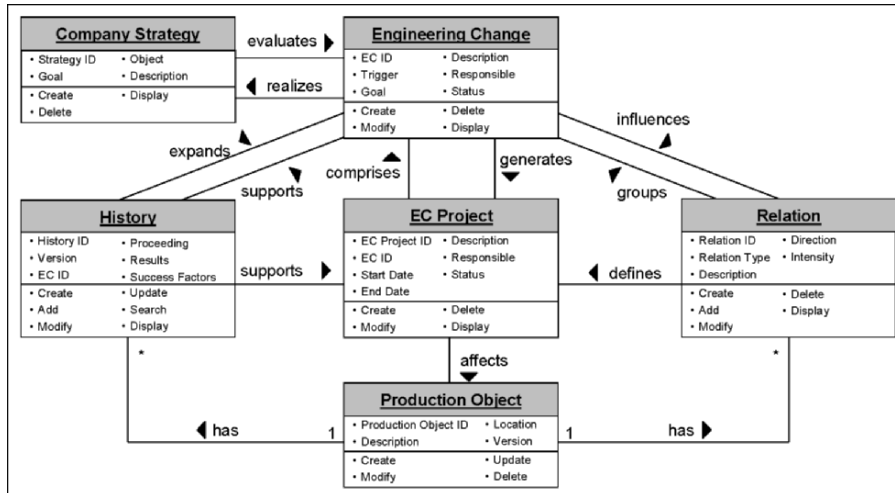 Company Strategy
• Strategy ID • Object
• Goal • Description
• Create • Display
• Delete
evaluates
realizes
Engineering Change
• EC ID • Description
• Trigger • Responsible
• Goal • Status
• Create • Delete
• Modify • Display
expands
supports
comprises
generates
influences
groups
History
• History ID • Proceeding
• Version • Results
• EC ID • Success Factors
• Create • Update
• Add • Search
• Modify • Display
supports
EC Project
• EC Project ID • Description
• EC ID • Responsible
• Start Date • Status
• End Date
• Create • Delete
• Modify • Display
defines
Relation
• Relation ID • Direction
• Relation Type • Intensity
• Description
• Create • Delete
• Add • Display
• Modify
* affects *
Production Object
• Production Object ID • Location
• Description • Version
• Create • Update
• Modify • Delete
has 1
1 has